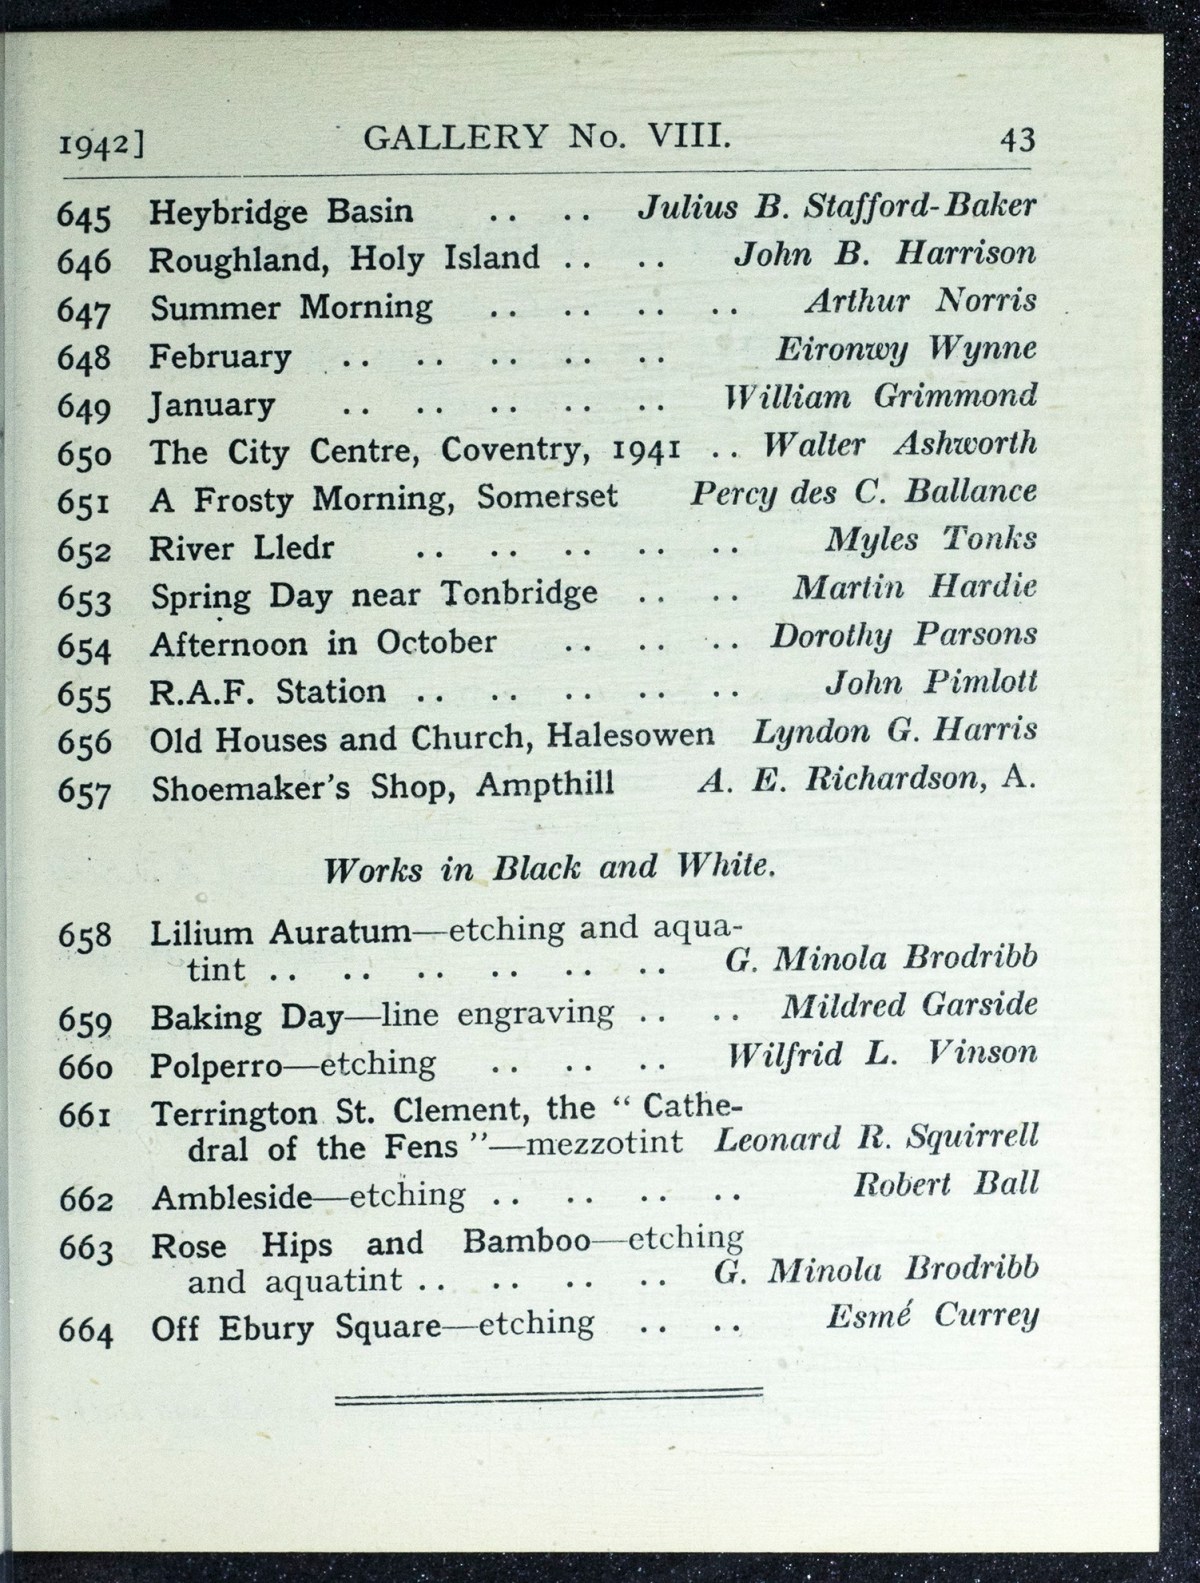 1942] GALLERY No. VIII. 43
645 Heybridge Basin .. .. Julius B. Stafford-Baker
646 Roughland, Holy Island .. .. John B. Harrison
647 Summer Morning .. .. .. .. Arthur Norris
648 February .. .. .. .. .. Eironwy Wynne
649 January .. .. .. .. .. William Grimmond
650 The City Centre, Coventry, 1941 .. Walter Ashworth
651 A Frosty Morning, Somerset Percy des C. Ballance
652 River Lledr .. .. .. .. .. Myles Tonks
653 Spring Day near Tonbridge .. .. Martin Hardie
654 Afternoon in October .. .. .. Dorothy Parsons
655 R.A.F. Station .. .. .. .. .. John Pimlott
656 Old Houses and Church, Halesowen Lyndon G. Harris
657 Shoemaker's Shop, Ampthill A. E. Richardson, A.
Works in Black and White.
658 Lilium Auratum—etching and aqua-
tint .. .. .. .. .. .. G. Minola Brodribb
659 Baking Day—line engraving .. .. Mildred Garside
660 Polperro—etching .. .. .. Wilfrid L. Vinson
661 Terrington St. Clement, the " Cathe-
dral of the Fens "—mezzotint Leonard R. Squirrell
662 Ambleside—etching .. .. .. .. Robert Ball
663 Rose Hips and Bamboo—etching
and aquatint .. .. .. .. G. Minola Brodribb
664 Off Ebury Square—etching .. .. Esmé Currey